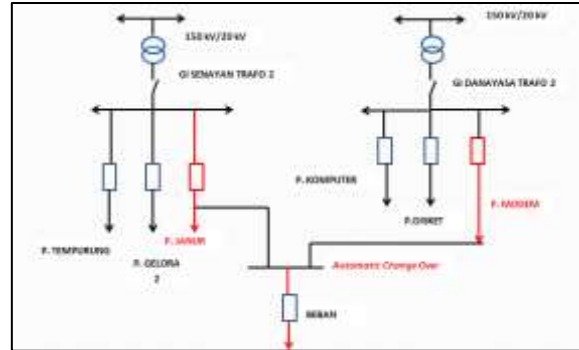 150 kV/20 kV
150 kV/20 kV
GI SENAYAN TRAFO 2
GI DANAYASA TRAFO 2
P. KOMPUTER
P.DISKET
P. MODEM
P. TEMPURUNG
P. GELORA
2
P. JANUR
Automatic Change Over
BEBAN